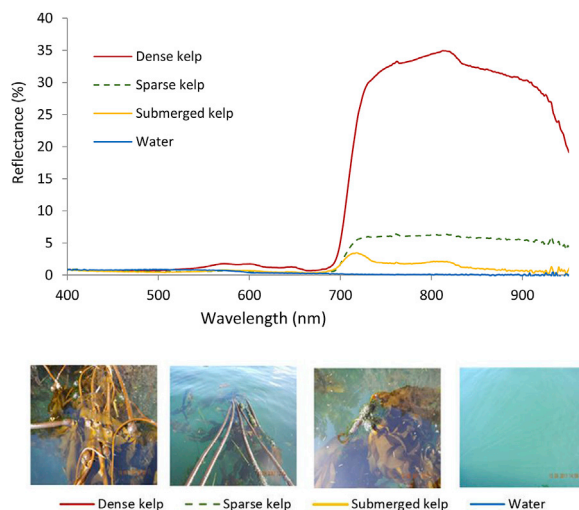 35
40
30
25
20
15
10
5
0
Reflectance (%)
Dense kelp
Sparse kelp
Submerged kelp
Water
400 500 600 700 800 900
Wavelength (nm)
Dense kelp Sparse kelp Submerged kelp Water